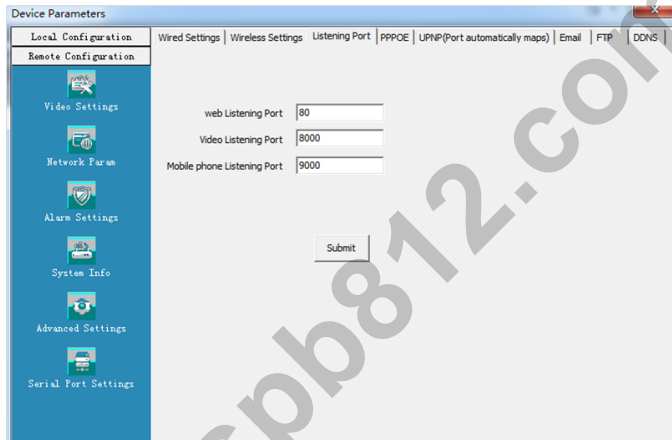 Device Parameters
Local Configuration
Remote Configuration
Video Settings
Network Param
Alarm Settings
System Info
Advanced Settings
Serial Port Settings
Wired Settings Wireless Settings Listening Port PPPOE UPNP(Port automatically maps) Email FTP DDNS
web Listening Port 80
Video Listening Port 8000
Mobile phone Listening Port 9000
Submit
spb812.com